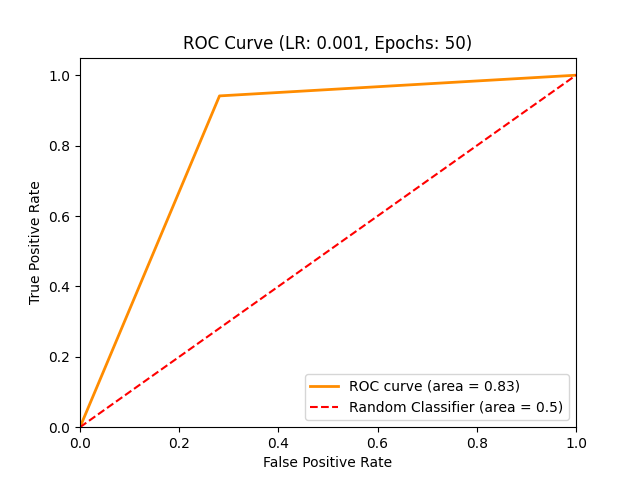 ROC Curve (LR: 0.001, Epochs: 50)
True Positive Rate
1.0
0.8
0.6
0.4
0.2
0.0
0.0 0.2 0.4 0.6 0.8 1.0
False Positive Rate
ROC curve (area = 0.83)
Random Classifier (area = 0.5)